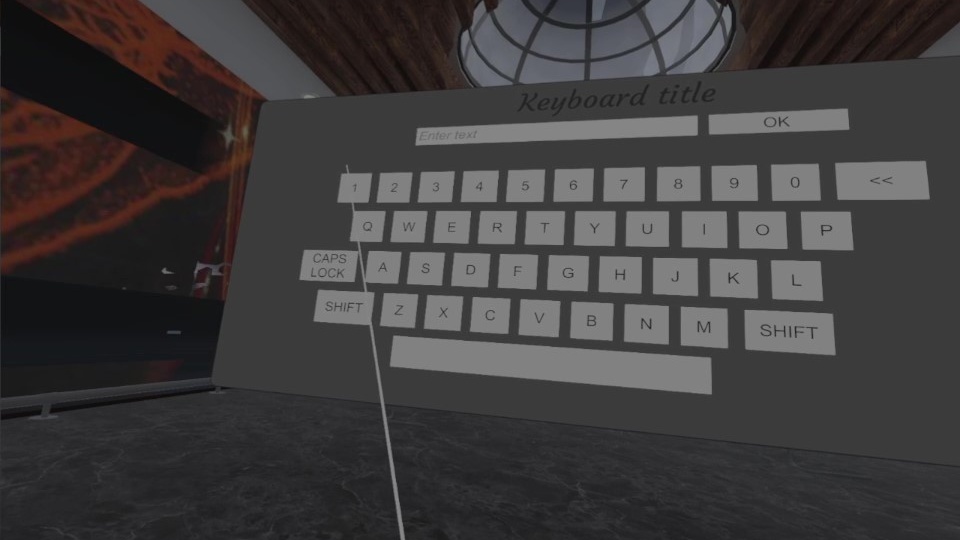 Keyboard title
Enter text
OK
1 2 3 4 5 6 7 8 9 0 <<
Q W E R T Y U I O P
CAPS
LOCK
A S D F G H J K L
SHIFT Z X C V B N M SHIFT